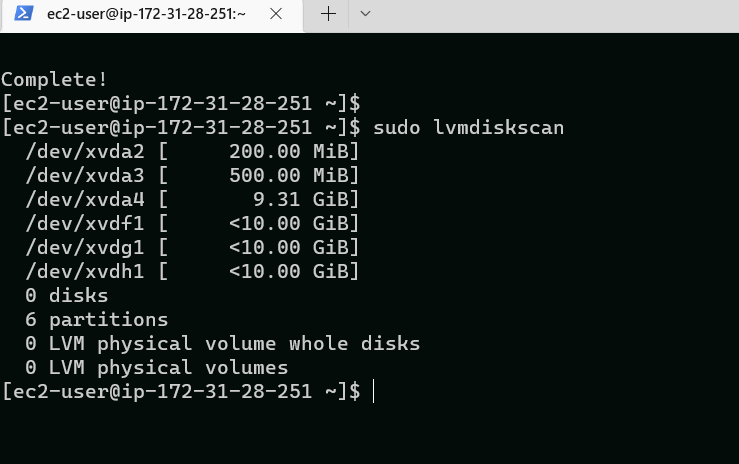 ec2-user@ip-172-31-28-251:~
Complete!
[ec2-user@ip-172-31-28-251 ~]$
[ec2-user@ip-172-31-28-251 ~]$ sudo lvmdiskscan
  /dev/xvda2 [     200.00 MiB]
  /dev/xvda3 [     500.00 MiB]
  /dev/xvda4 [       9.31 GiB]
  /dev/xvdf1 [     <10.00 GiB]
  /dev/xvdg1 [     <10.00 GiB]
  /dev/xvdh1 [     <10.00 GiB]
  0 disks
  6 partitions
  0 LVM physical volume whole disks
  0 LVM physical volumes
[ec2-user@ip-172-31-28-251 ~]$